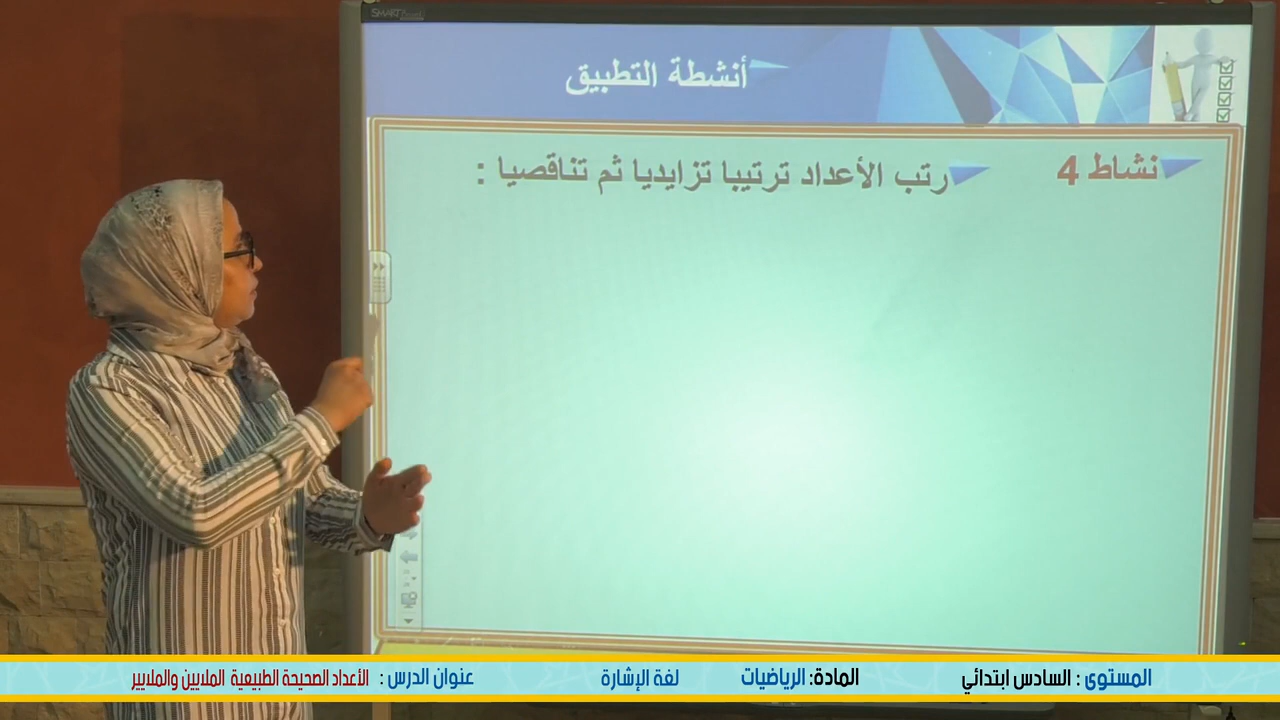 SMART
أنشطة التطبيق
نشاط 4
رتب الأعداد ترتيبا تزايديا ثم تناقصيا :
المستوى : السادس ابتدائي
المادة: الرياضيات
لغة الإشارة
عنوان الدرس : الأعداد الصحيحة الطبيعية الملايين والملايير